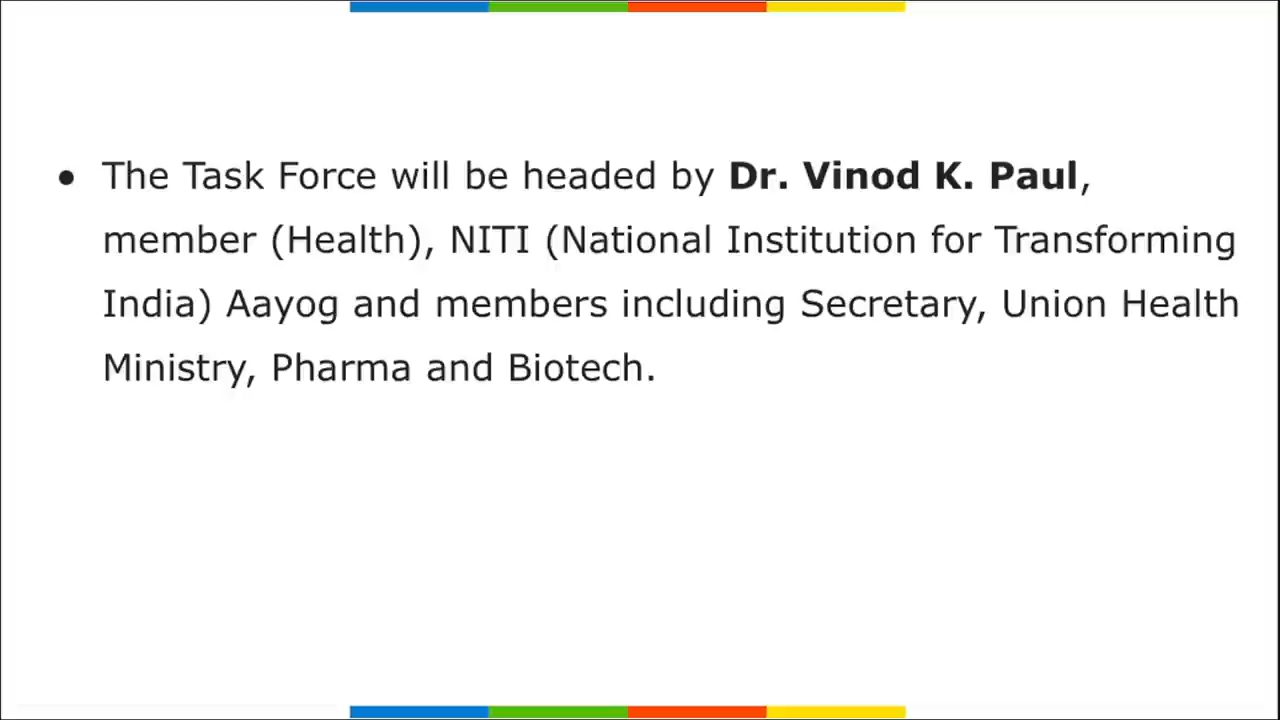 • The Task Force will be headed by Dr. Vinod K. Paul,
member (Health), NITI (National Institution for Transforming
India) Aayog and members including Secretary, Union Health
Ministry, Pharma and Biotech.